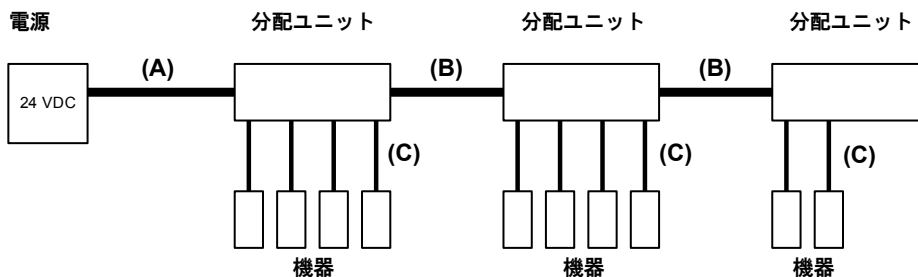 電源 分配ユニット 分配ユニット 分配ユニット
(A) (B) (B)
24 VDC
(C) (C) (C)
機器 機器 機器